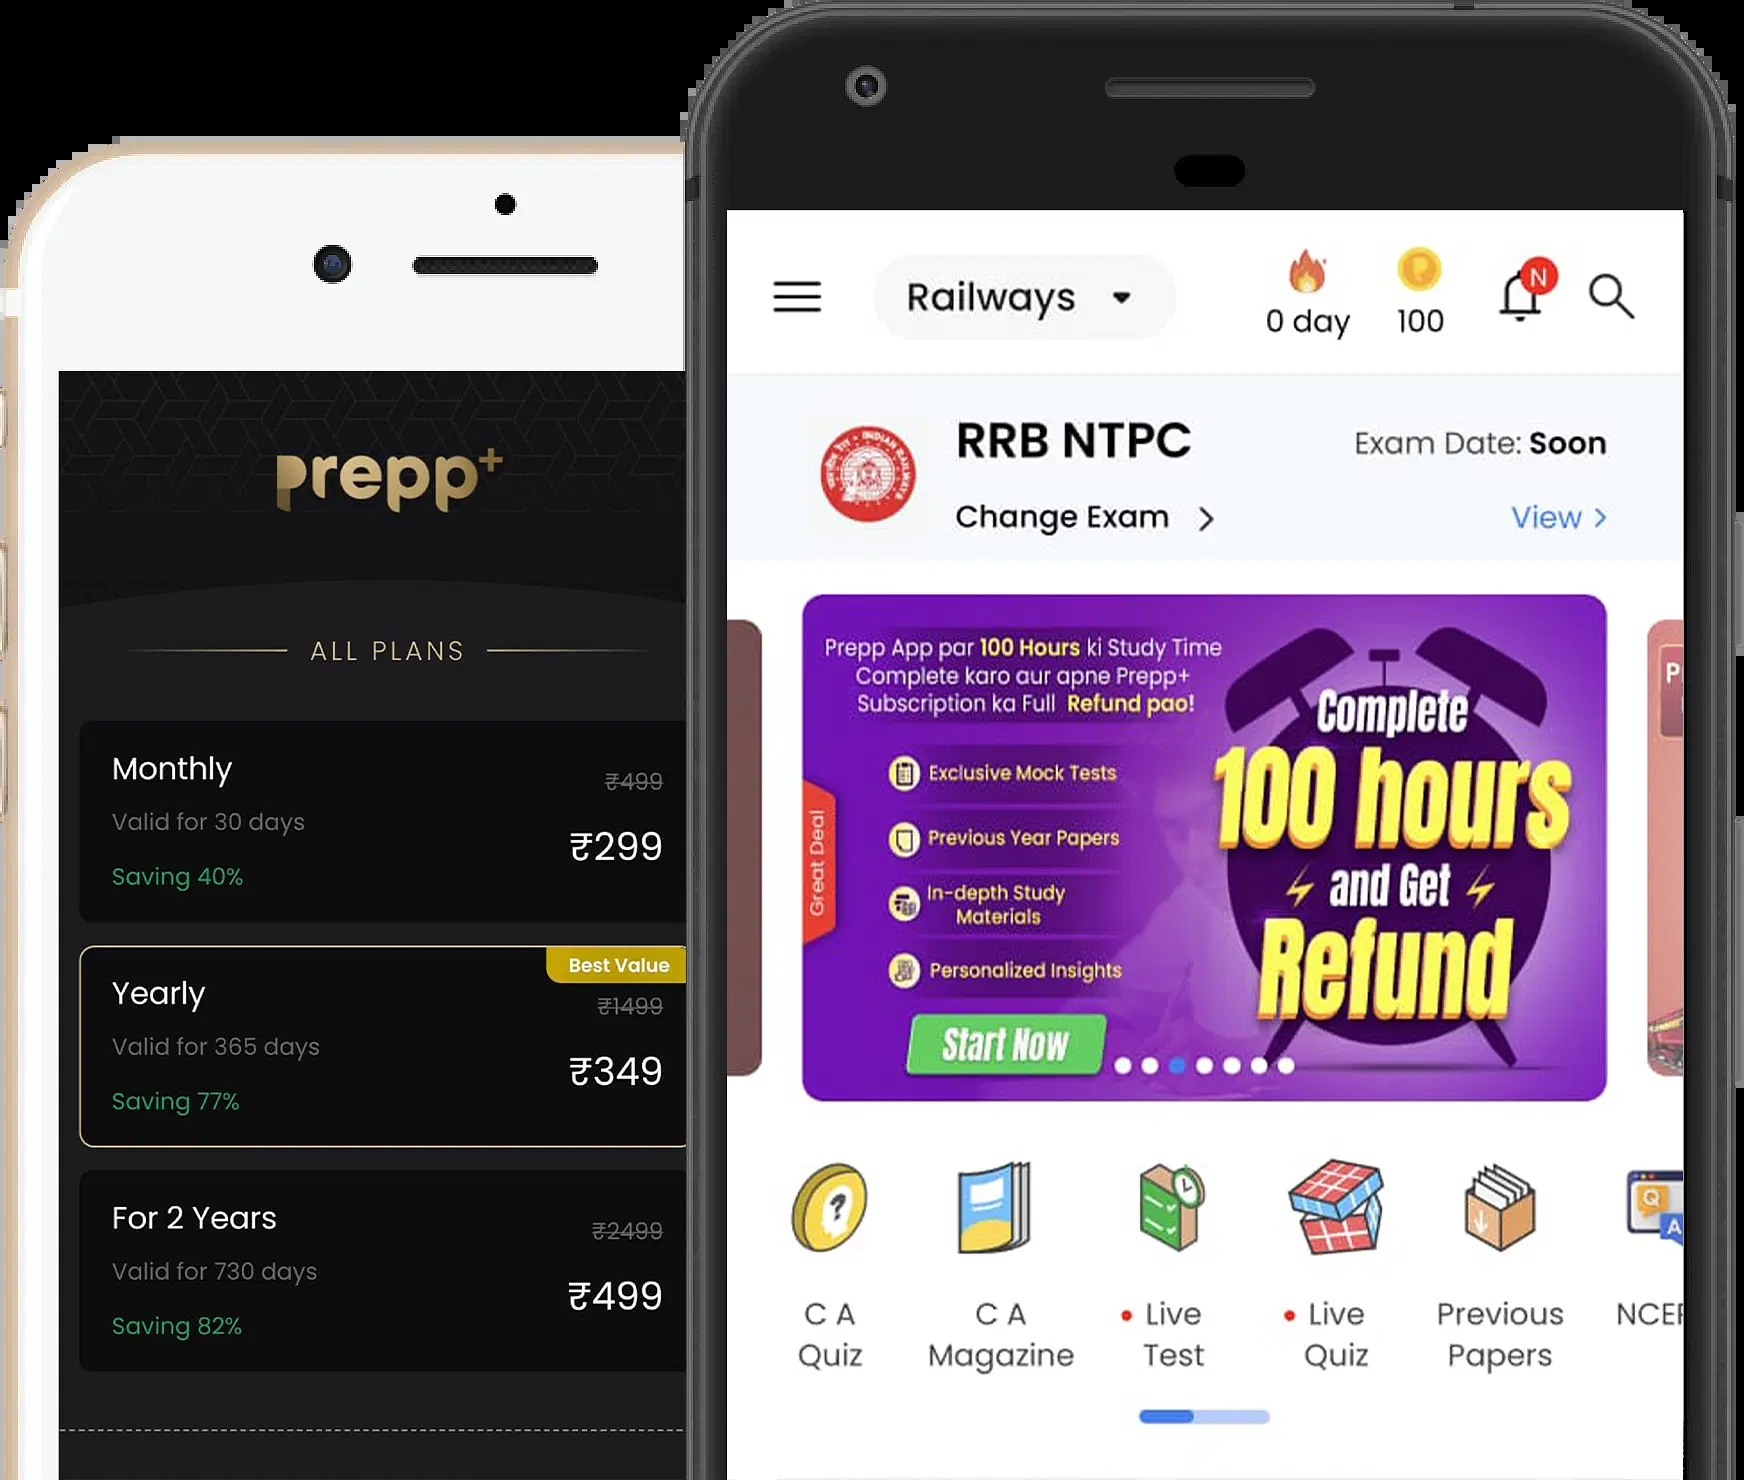 prepp+
ALL PLANS
Monthly
₹499
Valid for 30 days
₹299
Saving 40%
Best Value
Yearly
₹1499
Valid for 365 days
₹349
Saving 77%
For 2 Years
₹2499
Valid for 730 days
₹499
Saving 82%
Railways
0 day
100
N
RRB NTPC
Exam Date: Soon
Change Exam
View
Prepp App par 100 Hours ki Study Time
Complete karo aur apne Prepp+
Subscription ka Full Refund pao!
Great Deal
Exclusive Mock Tests
Previous Year Papers
In-depth Study
Materials
Personalized Insights
Start Now
Complete
100 hours
and Get
Refund
P
C A
Quiz
C A
Magazine
Live
Test
Live
Quiz
Previous
Papers
Q
A